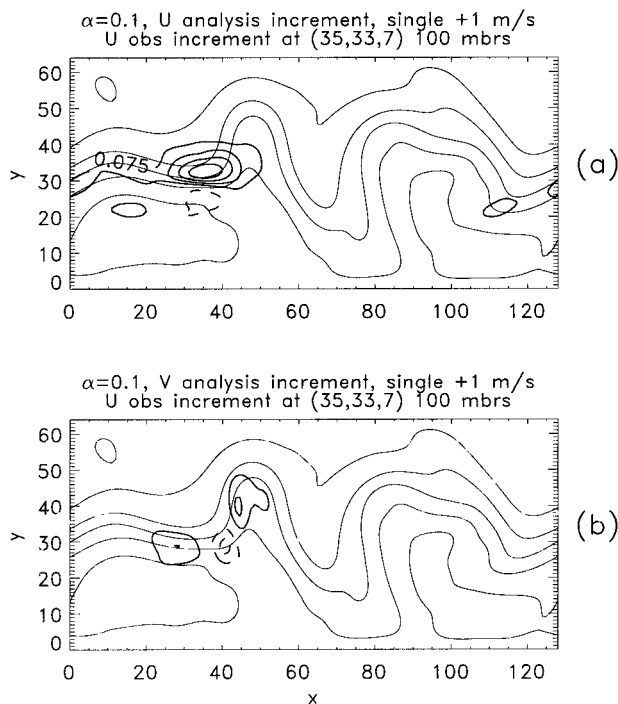 α=0.1, U analysis increment, single +1 m/s
U obs increment at (35,33,7) 100 mbrs
60
50
40
30
20
10
0
y
0.075
(a)
0 20 40 60 80 100 120
α=0.1, V analysis increment, single +1 m/s
U obs increment at (35,33,7) 100 mbrs
60
50
40
30
20
10
0
y
(b)
0 20 40 60 80 100 120
x